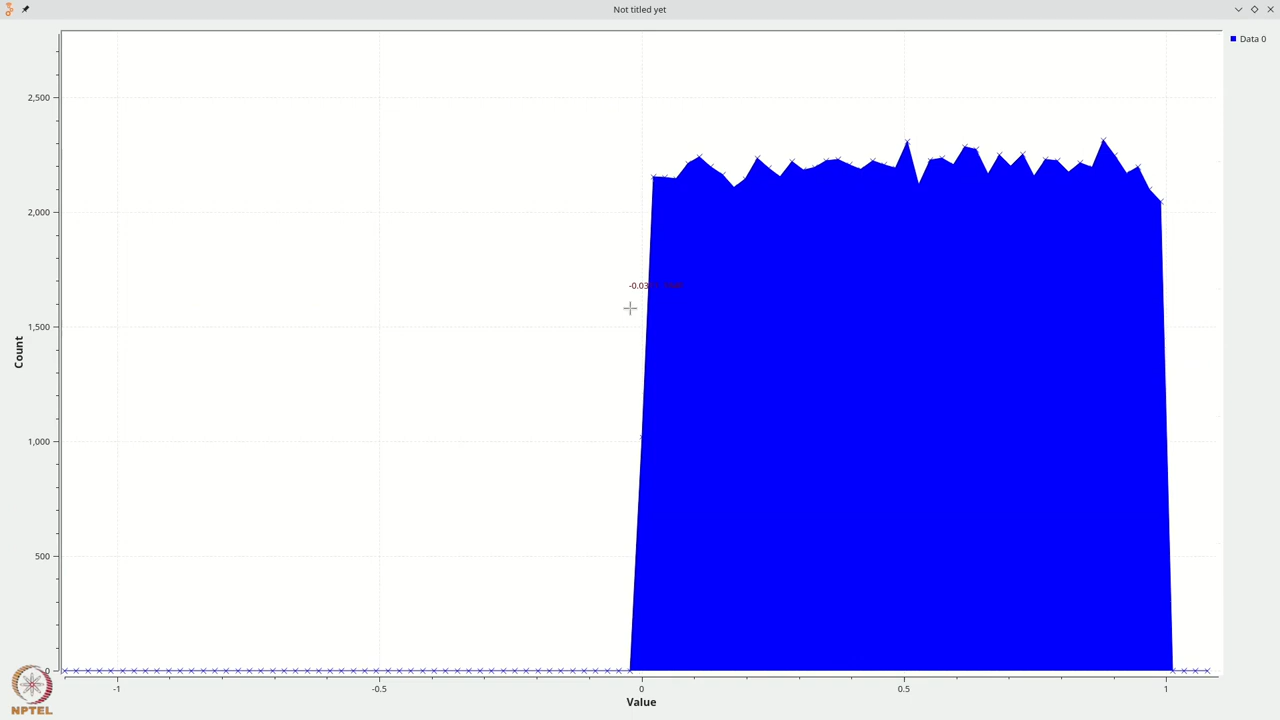 Not titled yet
Data 0
2,500
2,000
1,500
1,000
500
0
Count
-1
-0.5
0
0.5
1
Value
NPTEL